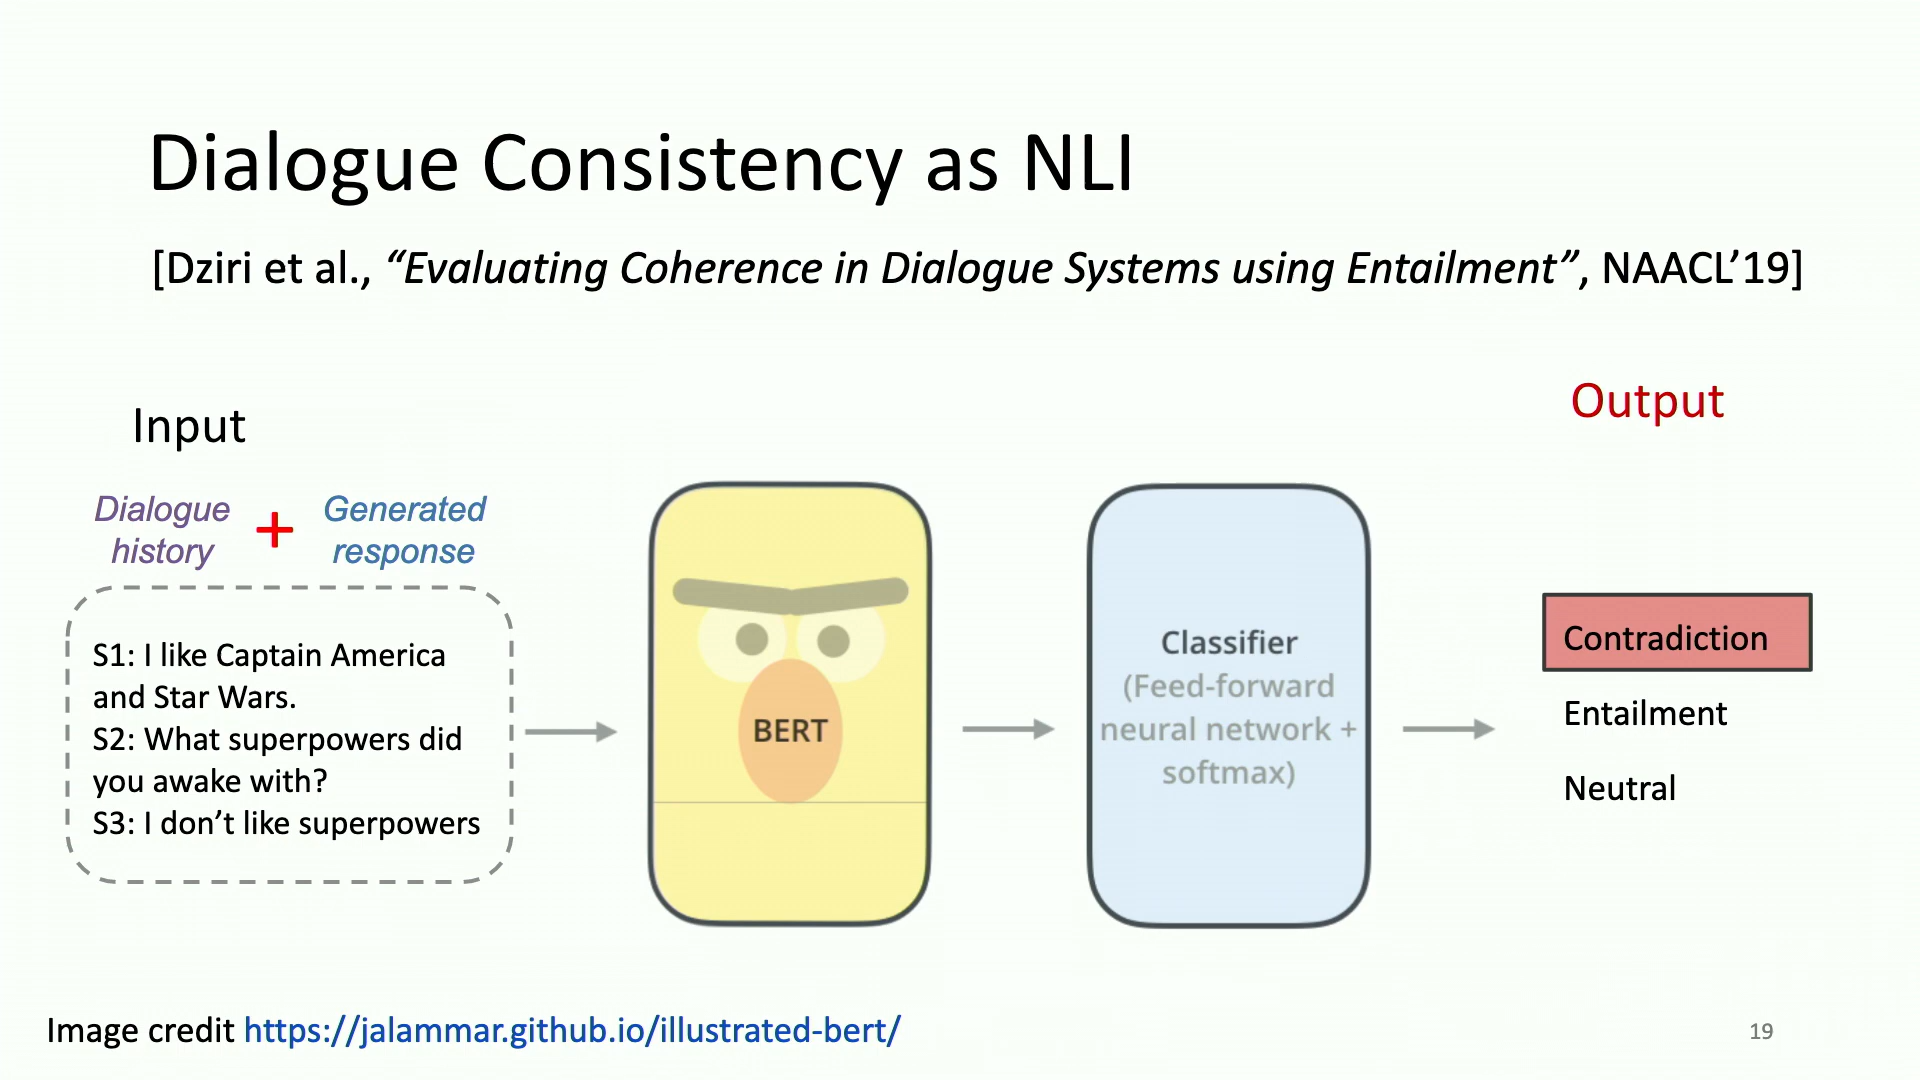 Dialogue Consistency as NLI
[Dziri et al., “Evaluating Coherence in Dialogue Systems using Entailment”, NAACL’19]
Input
Output
Dialogue
history
+
Generated
response
S1: I like Captain America
and Star Wars.
S2: What superpowers did
you awake with?
S3: I don’t like superpowers
BERT
Classifier
(Feed-forward
neural network +
softmax)
Contradiction
Entailment
Neutral
Image credit https://jalammar.github.io/illustrated-bert/
19